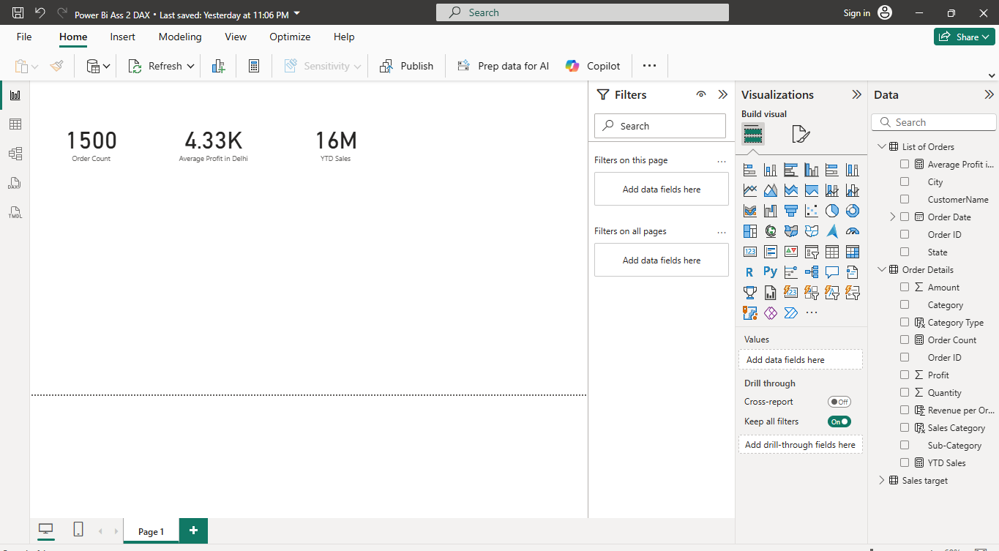 Power Bi Ass 2 DAX • Last saved: Yesterday at 11:06 PM
Search
Sign in
File
Home
Insert
Modeling
View
Optimize
Help
Share
Refresh
Sensitivity
Publish
Prep data for AI
Copilot
DAX
TMDL
1500
Order Count
4.33K
Average Profit in Delhi
16M
YTD Sales
Filters
Search
Filters on this page
Add data fields here
Filters on all pages
Add data fields here
Visualizations
Build visual
123
R
Py
123
Values
Add data fields here
Drill through
Cross-report
Off
Keep all filters
On
Add drill-through fields here
Data
Search
List of Orders
Average Profit i...
City
CustomerName
Order Date
Order ID
State
Order Details
Amount
Category
Category Type
Order Count
Order ID
Profit
Quantity
Revenue per Or...
Sales Category
Sub-Category
YTD Sales
Sales target
Page 1